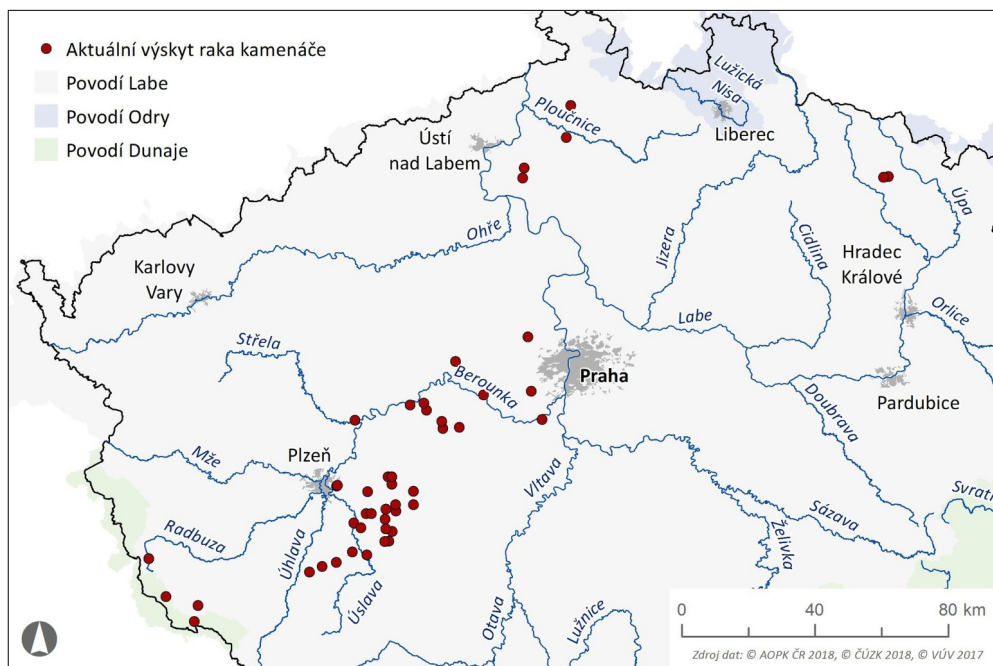 Aktuální výskyt raka kamenáče
Povodí Labe
Povodí Odry
Povodí Dunaje
Lužická
Nisa
Liberec
Ploučnice
Ústí
nad Labem
Úpa
Ohře
Jizera
Cidlina
Hradec
Králové
Karlovy
Vary
Orlice
Labe
Střela
Berounka
Praha
Doubrava
Pardubice
Mže
Plzeň
Vltava
Sázava
Svratk
Radbuza
Úhlava
Želivka
Úslava
Otava
Lužnice
0 40 80 km
Zdroj dat: © AOPK ČR 2018, © ČÚZK 2018, © VÚV 2017